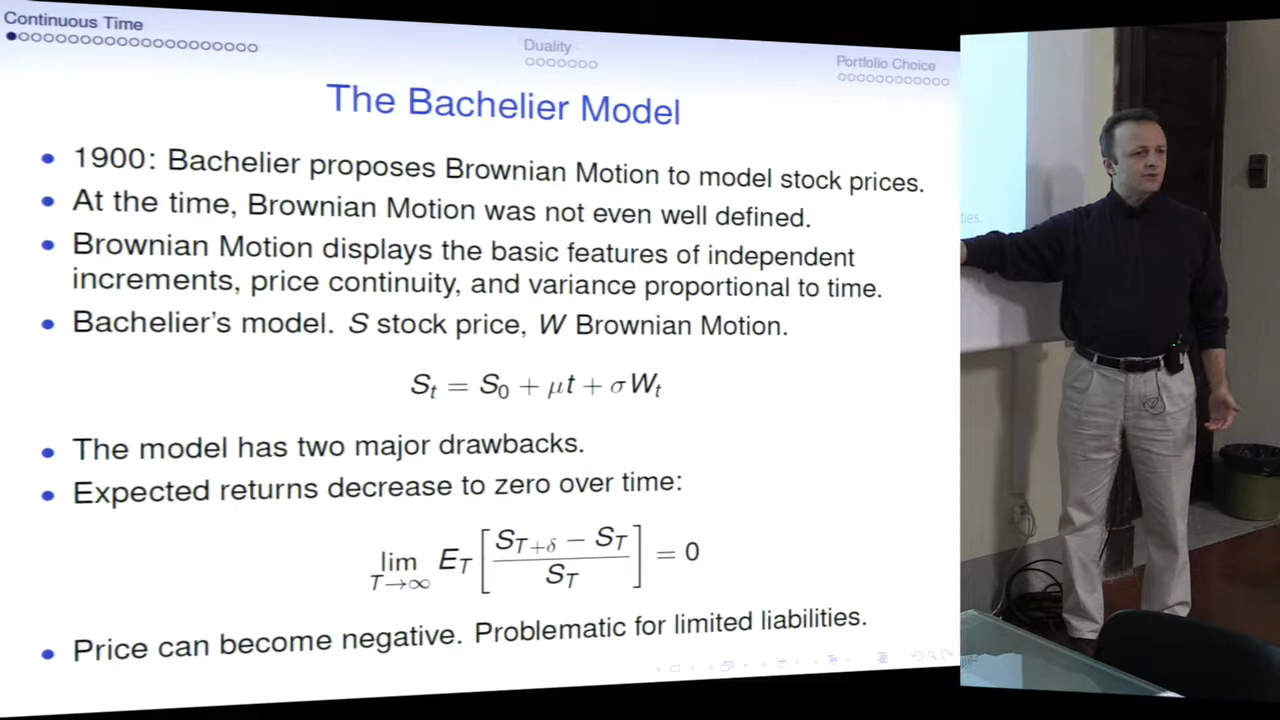 Continuous Time
Duality
Portfolio Choice
The Bachelier Model
• 1900: Bachelier proposes Brownian Motion to model stock prices.
• At the time, Brownian Motion was not even well defined.
• Brownian Motion displays the basic features of independent
increments, price continuity, and variance proportional to time.
• Bachelier's model. S stock price, W Brownian Motion.
S_t = S_0 + μt + σW_t
• The model has two major drawbacks.
• Expected returns decrease to zero over time:
lim_{T→∞} E_T [ (S_{T+δ} − S_T) / S_T ] = 0
• Price can become negative. Problematic for limited liabilities.
ties.